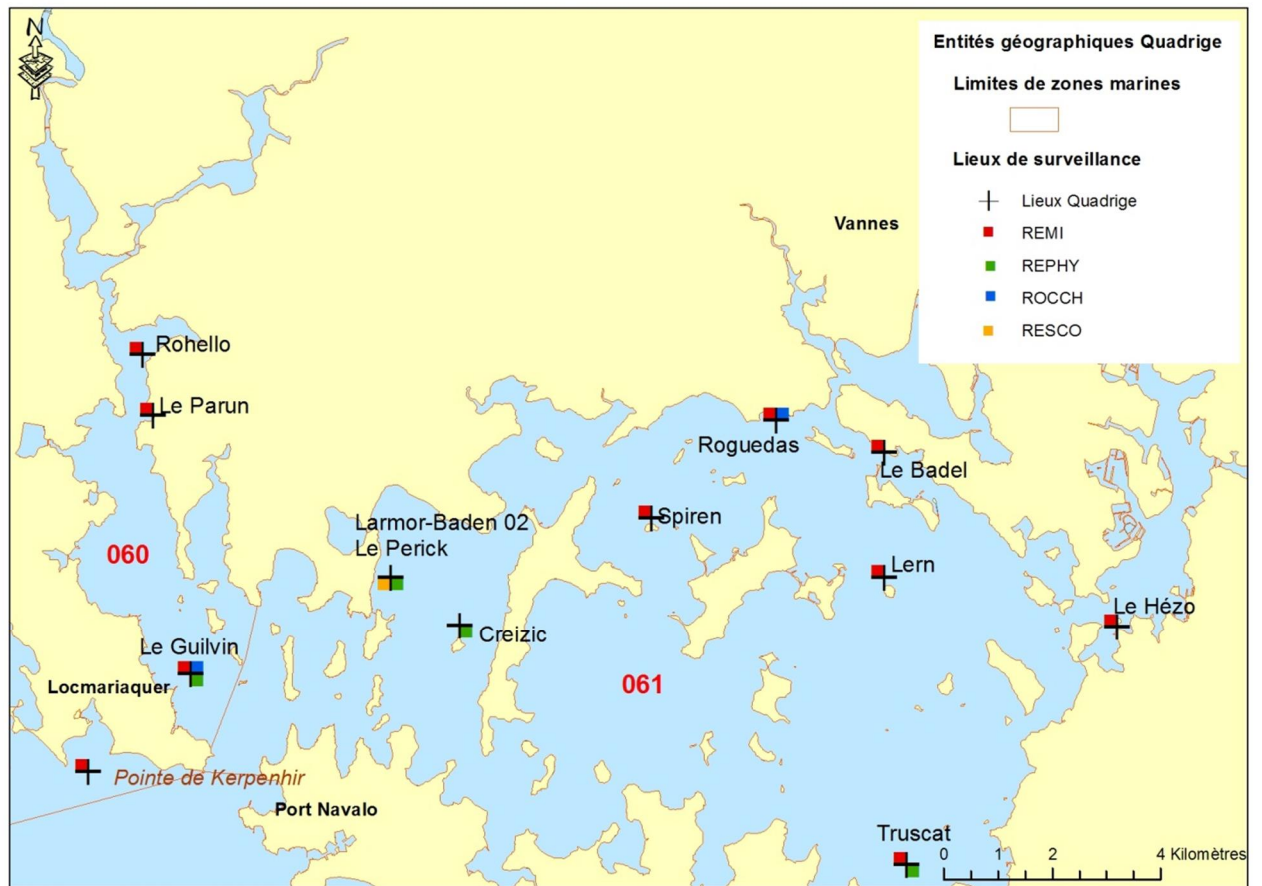 N
Entités géographiques Quadrige
Limites de zones marines
Lieux de surveillance
Lieux Quadrige
REMI
REPHY
ROCCH
RESCO
Vannes
Rohello
Le Parun
Roguedas
Le Badel
Larmor-Baden 02
Le Perick
Spiren
060
Lern
Le Hézo
Creizic
Le Guilvin
Locmariaquer
061
Pointe de Kerpenhir
Port Navalo
Truscat
0 1 2 4 Kilomètres